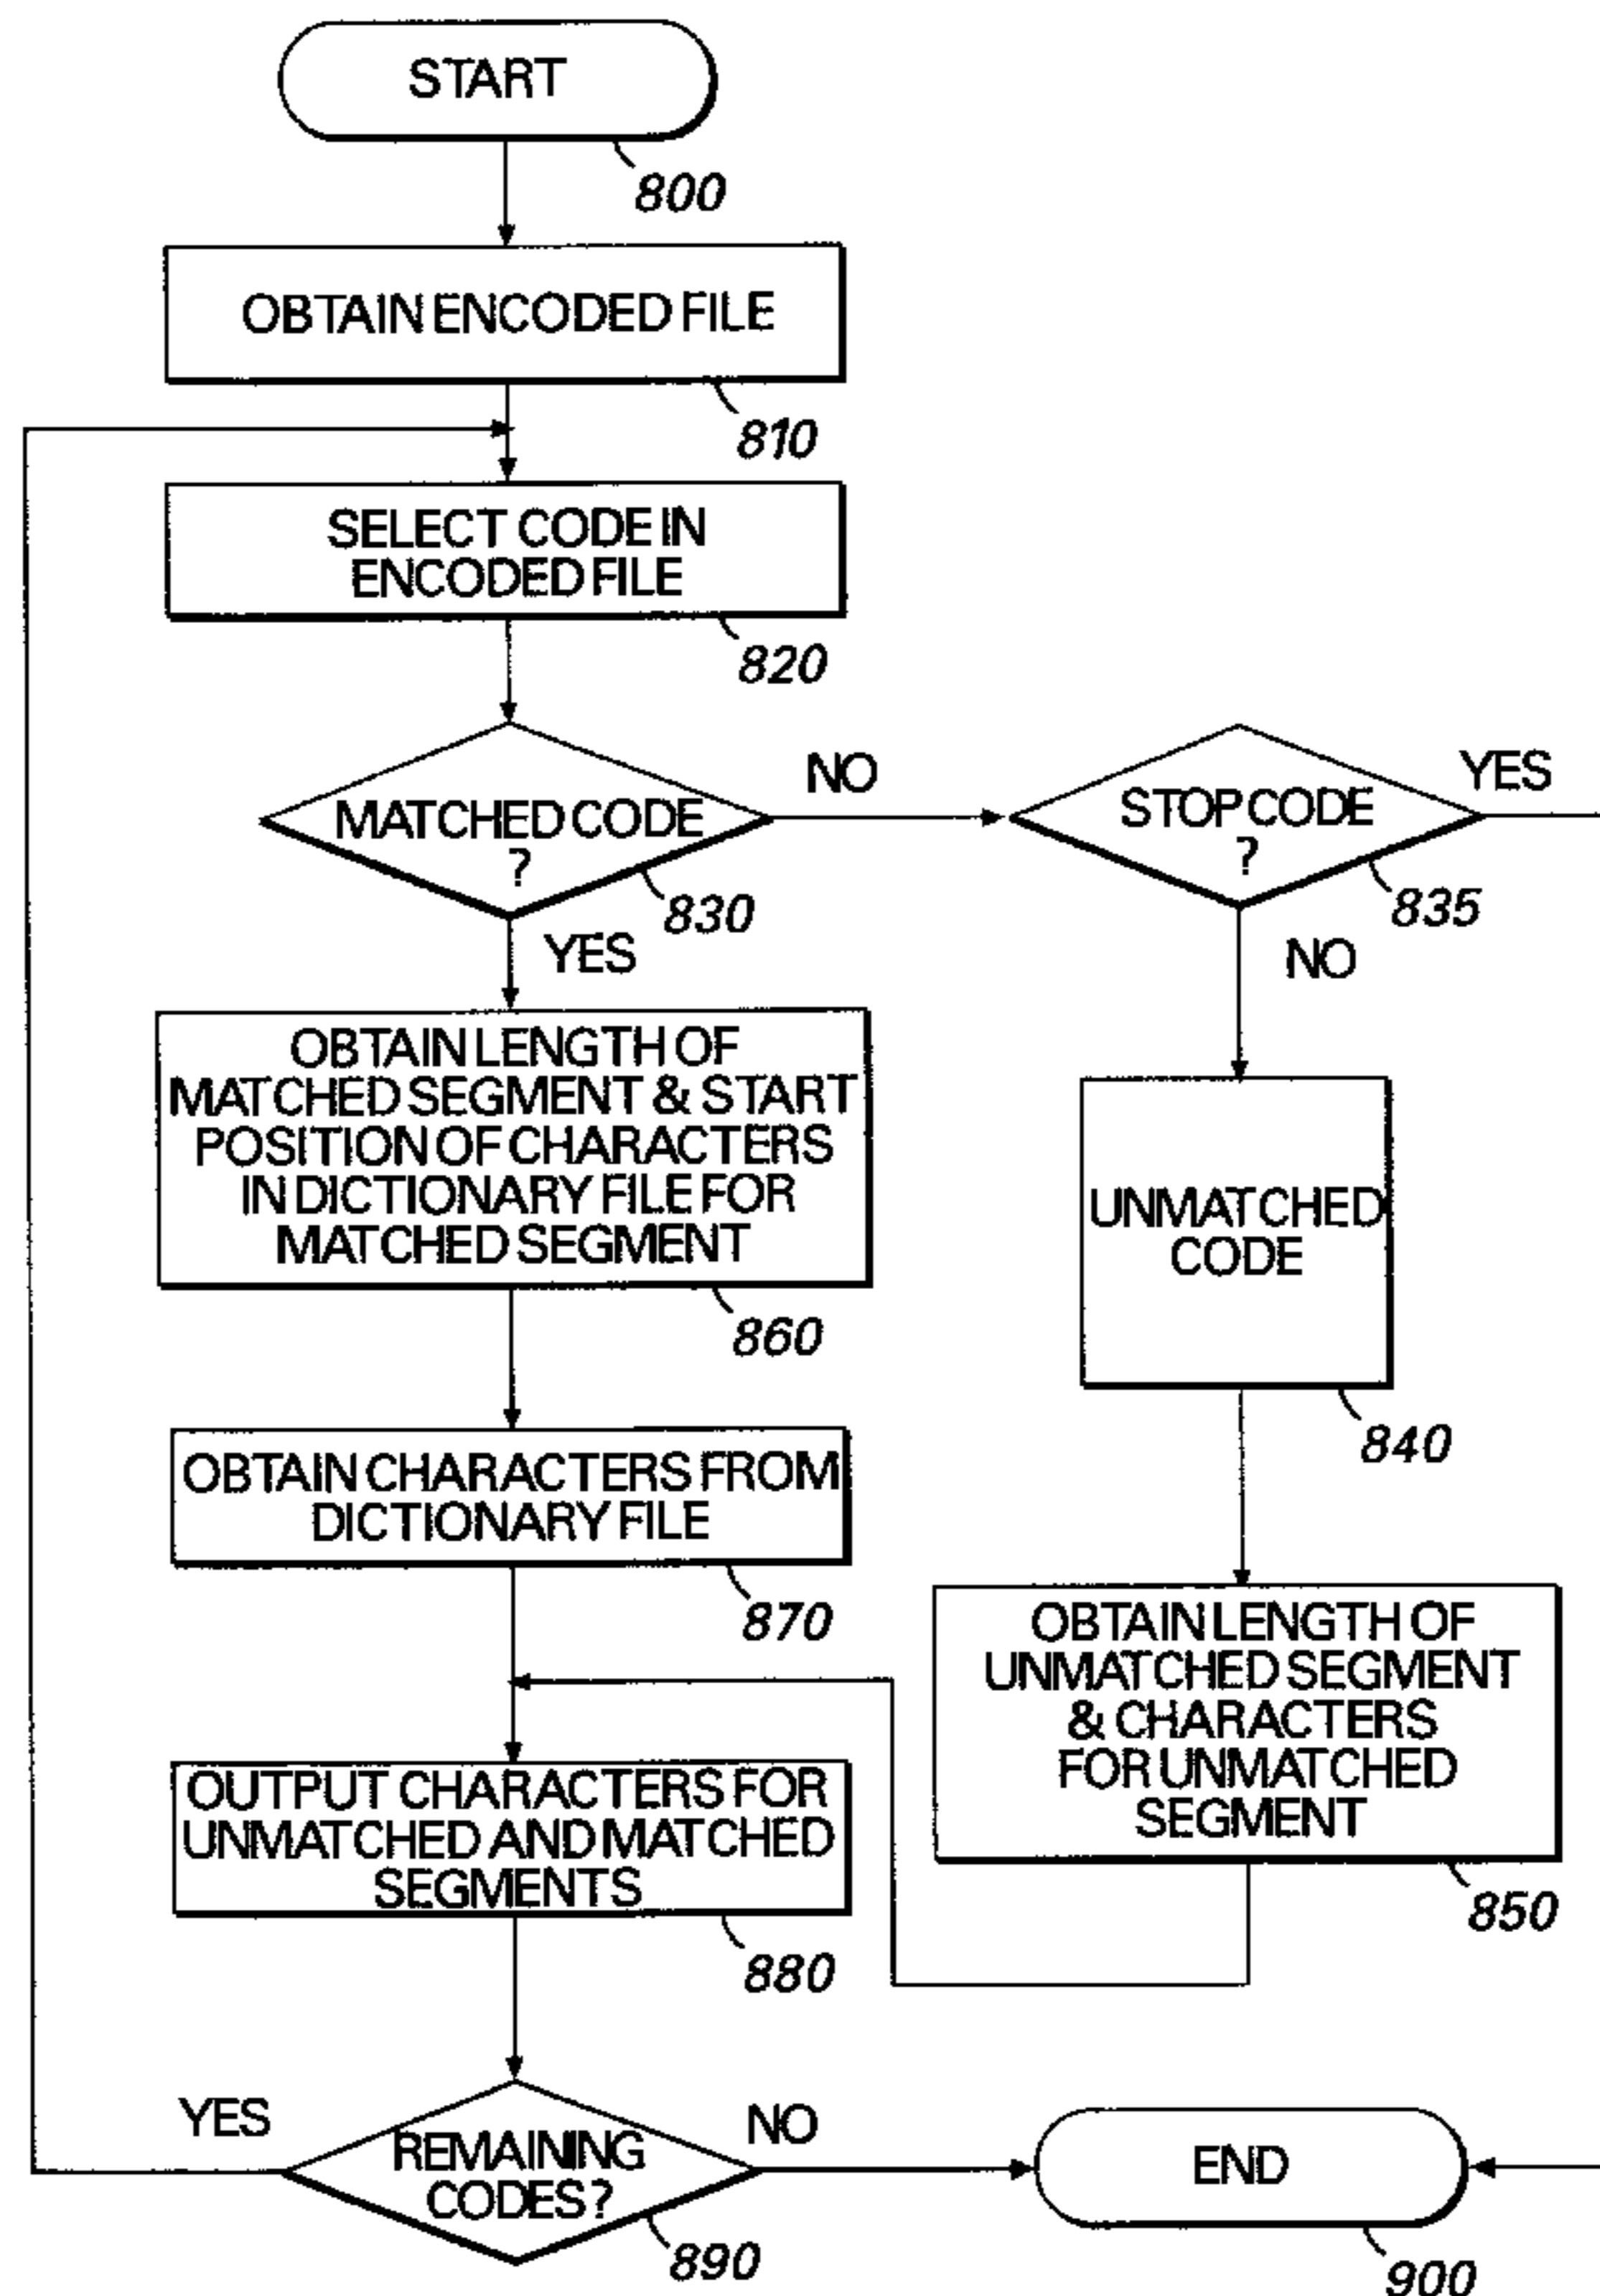 START
800
OBTAIN ENCODED FILE
810
SELECT CODE IN
ENCODED FILE
820
MATCHED CODE
?
830
NO
STOP CODE
?
835
YES
YES
NO
OBTAIN LENGTH OF
MATCHED SEGMENT & START
POSITION OF CHARACTERS
IN DICTIONARY FILE FOR
MATCHED SEGMENT
860
UNMATCHED
CODE
840
OBTAIN CHARACTERS FROM
DICTIONARY FILE
870
OBTAIN LENGTH OF
UNMATCHED SEGMENT
& CHARACTERS
FOR UNMATCHED
SEGMENT
850
OUTPUT CHARACTERS FOR
UNMATCHED AND MATCHED
SEGMENTS
880
YES
REMAINING
CODES?
890
NO
END
900